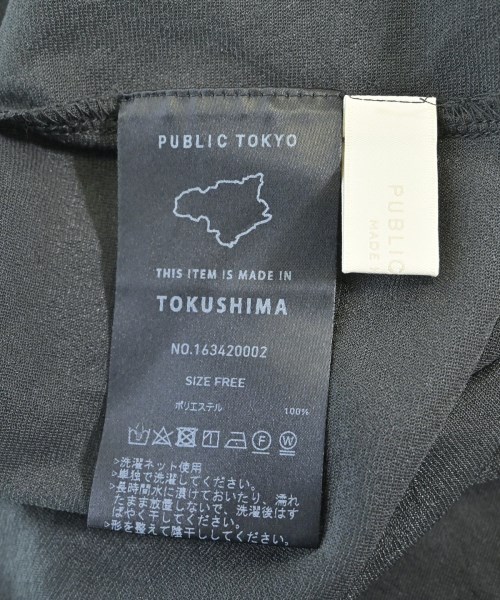 PUBLIC TOKYO
THIS ITEM IS MADE IN
TOKUSHIMA
NO.163420002
SIZE FREE
ポリエステル 100%
>洗濯ネット使用
>単独で洗濯してください。
>長時間水に漬けておいたり、濡れ
たまま放置しないで、洗濯後はす
ばやく干してください。
>形を整えて陰干ししてください。
PUBLIC
MADE